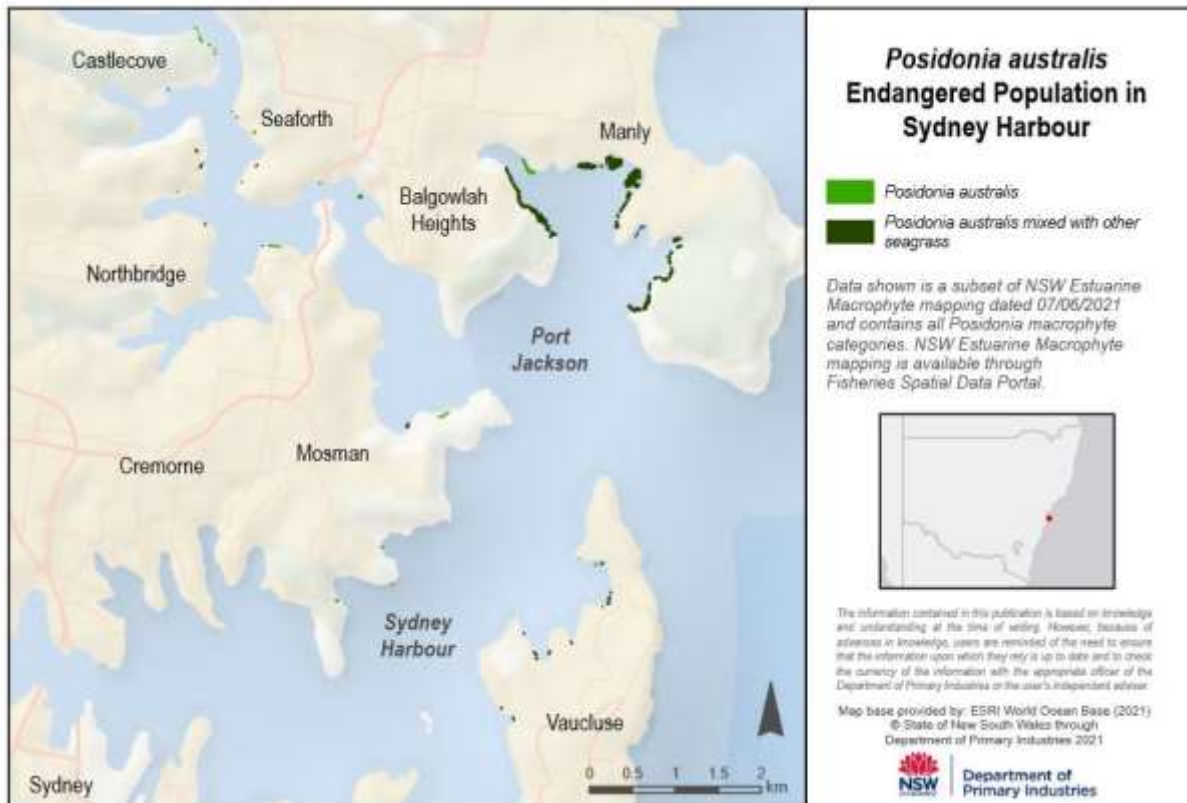 Castlecove
Seaforth
Manly
Balgowlah
Heights
Northbridge
Port
Jackson
Mosman
Cremorne
Sydney
Harbour
Vaucluse
Sydney
0 0.5 1 1.5 2
km
Posidonia australis
Endangered Population in
Sydney Harbour
Posidonia australis
Posidonia australis mixed with other
seagrass
Data shown is a subset of NSW Estuarine
Macrophyte mapping dated 07/06/2021
and contains all Posidonia macrophyte
categories. NSW Estuarine Macrophyte
mapping is available through
Fisheries Spatial Data Portal.
The information contained in this publication is based on knowledge
and understanding at the time of writing. However, because of
advances in knowledge, users are reminded of the need to ensure
that the information upon which they rely is up to date and to check
the currency of the information with the appropriate officer of the
Department of Primary Industries or the user's independent adviser.
Map base provided by: ESRI World Ocean Base (2021)
© State of New South Wales through
Department of Primary Industries 2021
NSW
Department of
Primary Industries